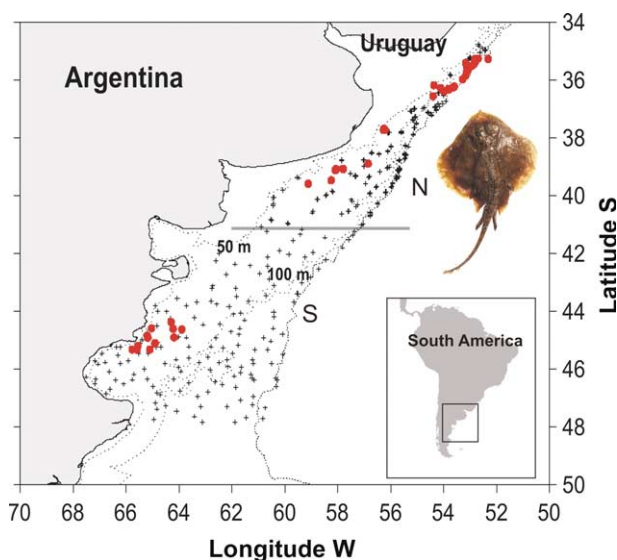 34
Uruguay
Argentina
36
38
40
N
50 m
42
100 m
S
44
South America
46
48
50
Latitude S
70 68 66 64 62 60 58 56 54 52 50
Longitude W